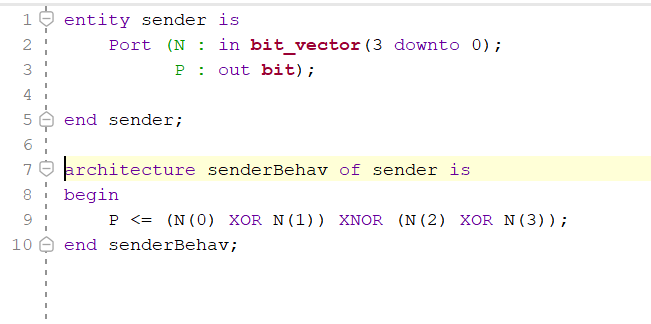 1 entity sender is
2 Port (N : in bit_vector(3 downto 0);
3 P : out bit);
4
5 end sender;
6
7 architecture senderBehav of sender is
8 begin
9 P <= (N(0) XOR N(1)) XNOR (N(2) XOR N(3));
10 end senderBehav;